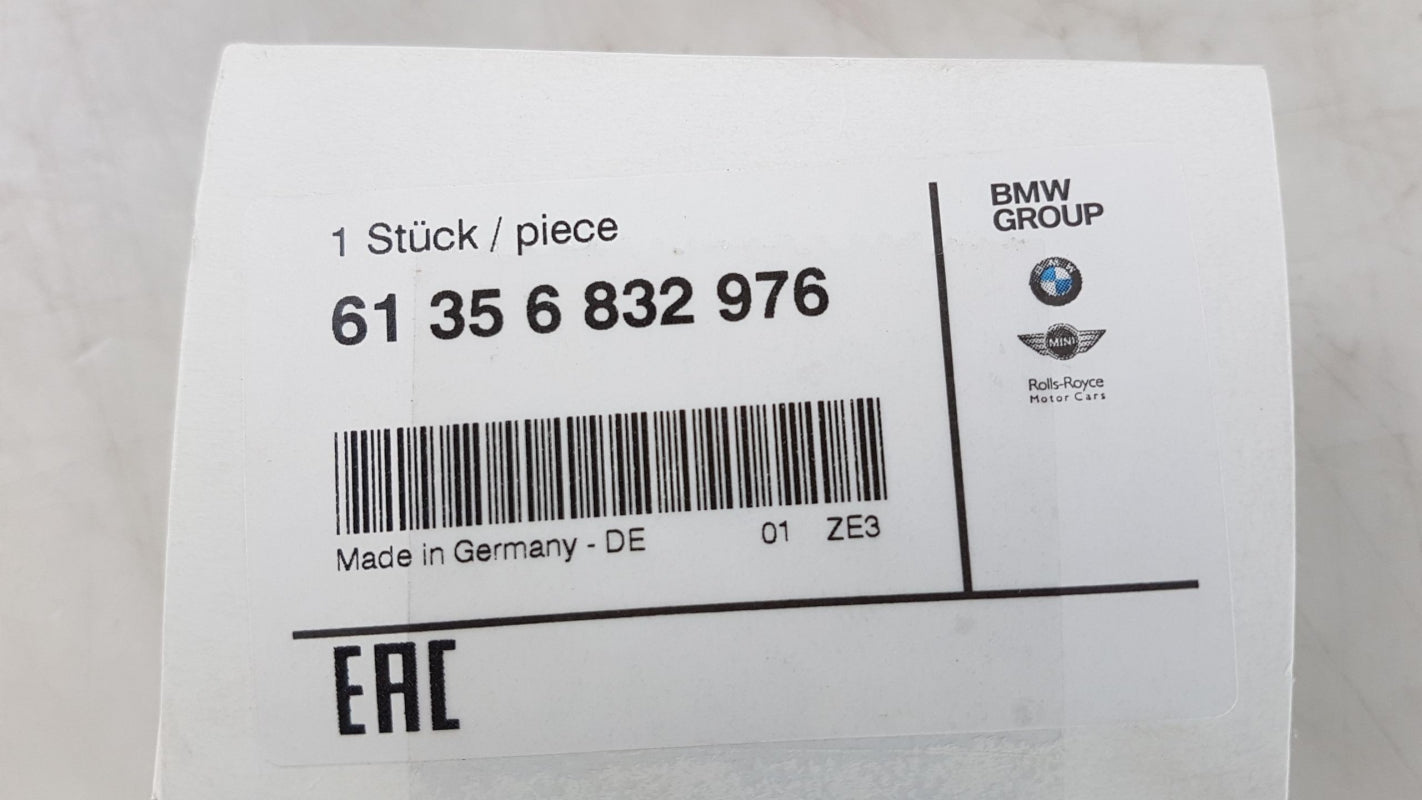 1 Stück / piece
61 35 6 832 976
Made in Germany - DE 01 ZE3
EAC
BMW
GROUP
BMW
MINI
Rolls-Royce
Motor Cars